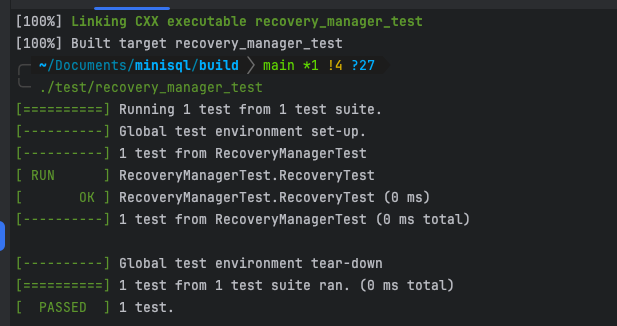 [100%] Linking CXX executable recovery_manager_test
[100%] Built target recovery_manager_test
~/Documents/minisql/build main *1 !4 ?27
./test/recovery_manager_test
[==========] Running 1 test from 1 test suite.
[----------] Global test environment set-up.
[----------] 1 test from RecoveryManagerTest
[ RUN      ] RecoveryManagerTest.RecoveryTest
[       OK ] RecoveryManagerTest.RecoveryTest (0 ms)
[----------] 1 test from RecoveryManagerTest (0 ms total)
[----------] Global test environment tear-down
[==========] 1 test from 1 test suite ran. (0 ms total)
[  PASSED  ] 1 test.